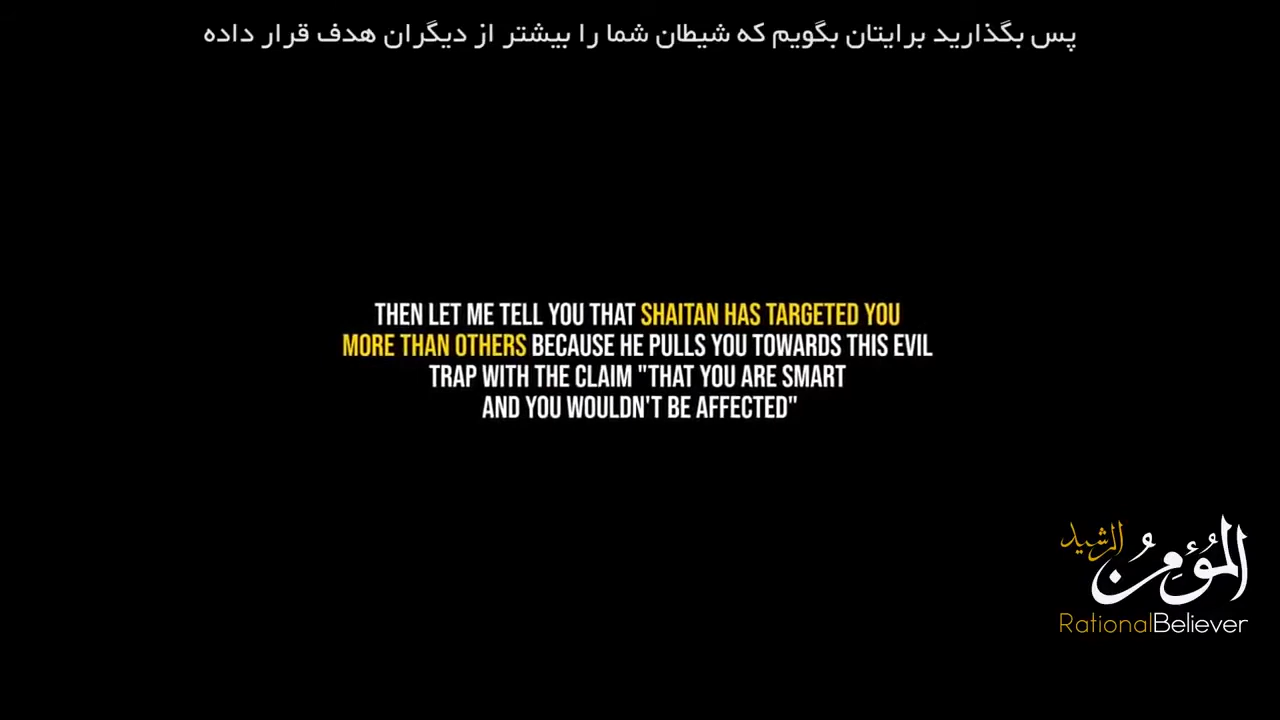 پس بگذارید برایتان بگویم که شیطان شما را بیشتر از دیگران هدف قرار داده
THEN LET ME TELL YOU THAT SHAITAN HAS TARGETED YOU
MORE THAN OTHERS BECAUSE HE PULLS YOU TOWARDS THIS EVIL
TRAP WITH THE CLAIM "THAT YOU ARE SMART
AND YOU WOULDN'T BE AFFECTED"
المُؤمِنُ الرشيد
RationalBeliever